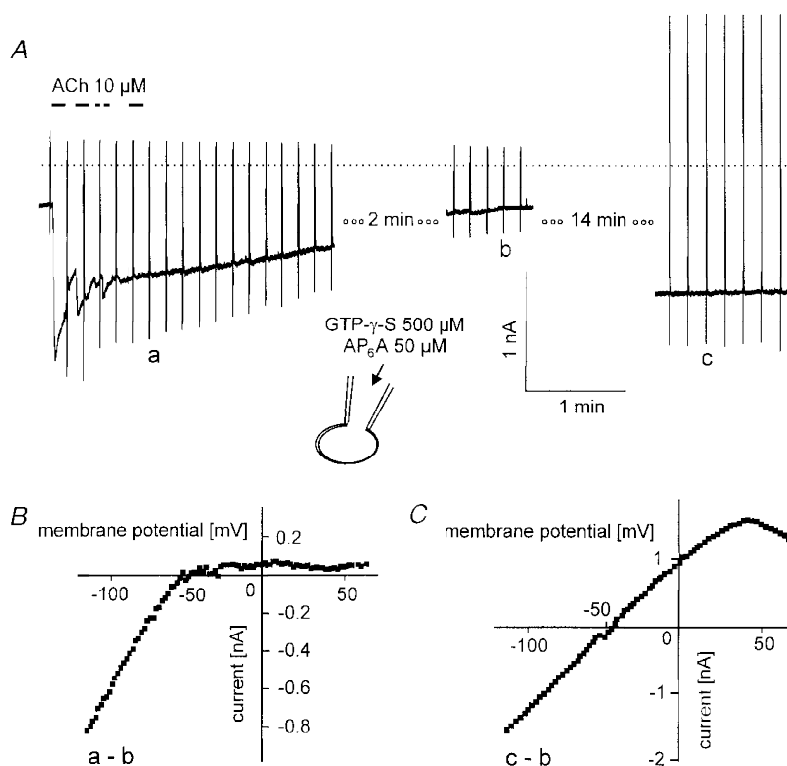 A
ACh 10 µM
2 min
14 min
a
b
c
GTP-γ-S 500 µM
AP₆A 50 µM
1 nA
1 min
B
membrane potential [mV]
0.2
-100
-50
0
50
-0.2
-0.4
-0.6
-0.8
current [nA]
a - b
C
membrane potential [mV]
1
-50
-100
0
50
-1
-2
current [nA]
c - b